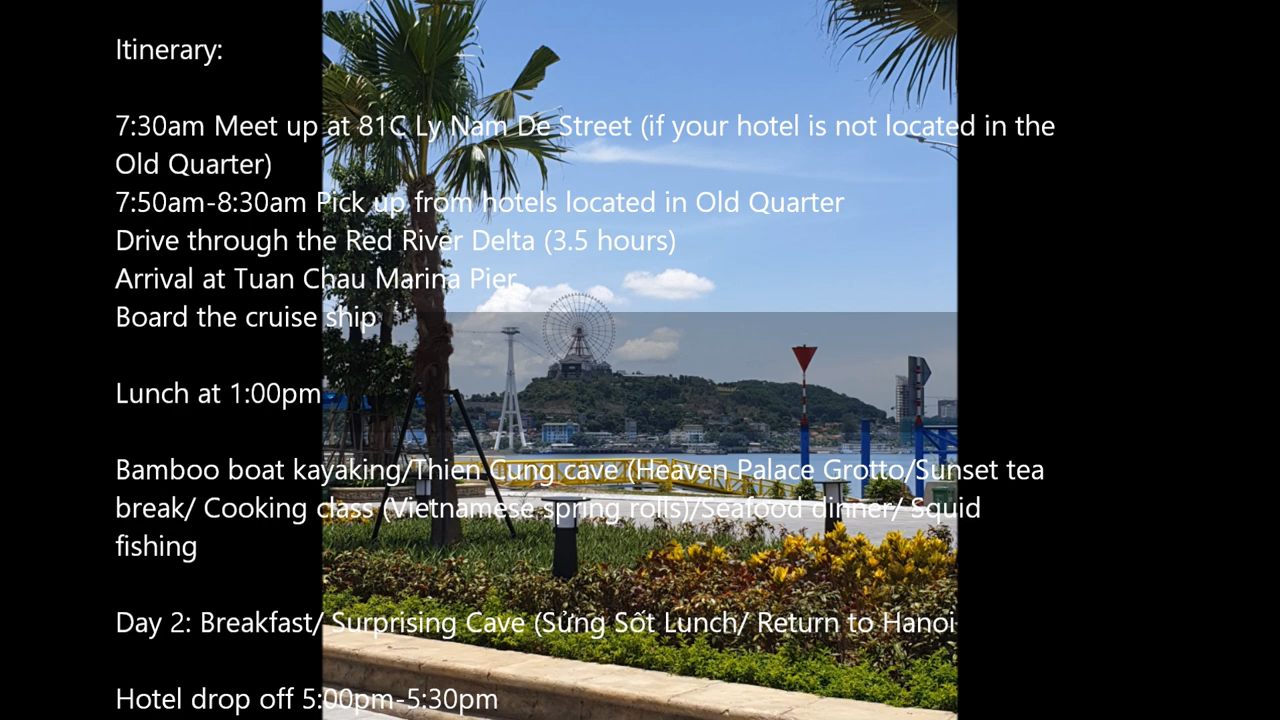 Itinerary:
7:30am Meet up at 81C Ly Nam De Street (if your hotel is not located in the
Old Quarter)
7:50am-8:30am Pick up from hotels located in Old Quarter
Drive through the Red River Delta (3.5 hours)
Arrival at Tuan Chau Marina Pier
Board the cruise ship
Lunch at 1:00pm
Bamboo boat kayaking/Thien Cung cave (Heaven Palace Grotto/Sunset tea
break/ Cooking class (Vietnamese spring rolls)/Seafood dinner/ Squid
fishing
Day 2: Breakfast/ Surprising Cave (Sửng Sốt Lunch/ Return to Hanoi
Hotel drop off 5:00pm-5:30pm